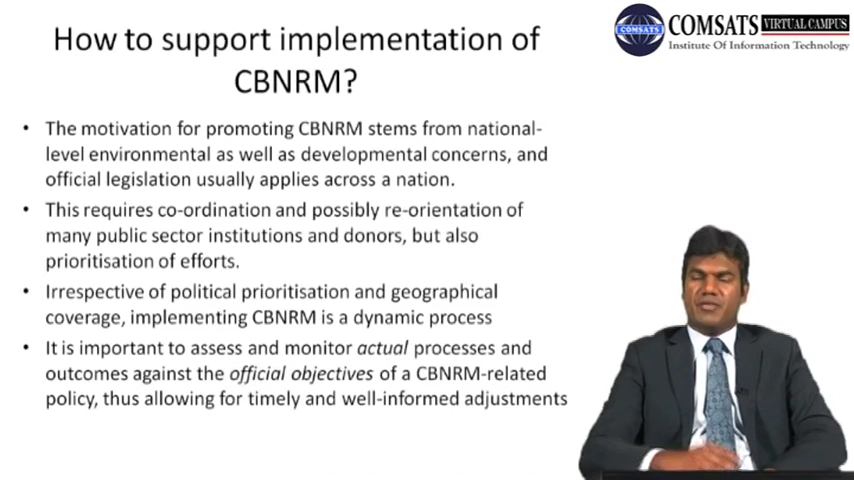 How to support implementation of
CBNRM?
• The motivation for promoting CBNRM stems from national-
level environmental as well as developmental concerns, and
official legislation usually applies across a nation.
• This requires co-ordination and possibly re-orientation of
many public sector institutions and donors, but also
prioritisation of efforts.
• Irrespective of political prioritisation and geographical
coverage, implementing CBNRM is a dynamic process
• It is important to assess and monitor actual processes and
outcomes against the official objectives of a CBNRM-related
policy, thus allowing for timely and well-informed adjustments
COMSATS
COMSATS VIRTUAL CAMPUS
Institute Of Information Technology